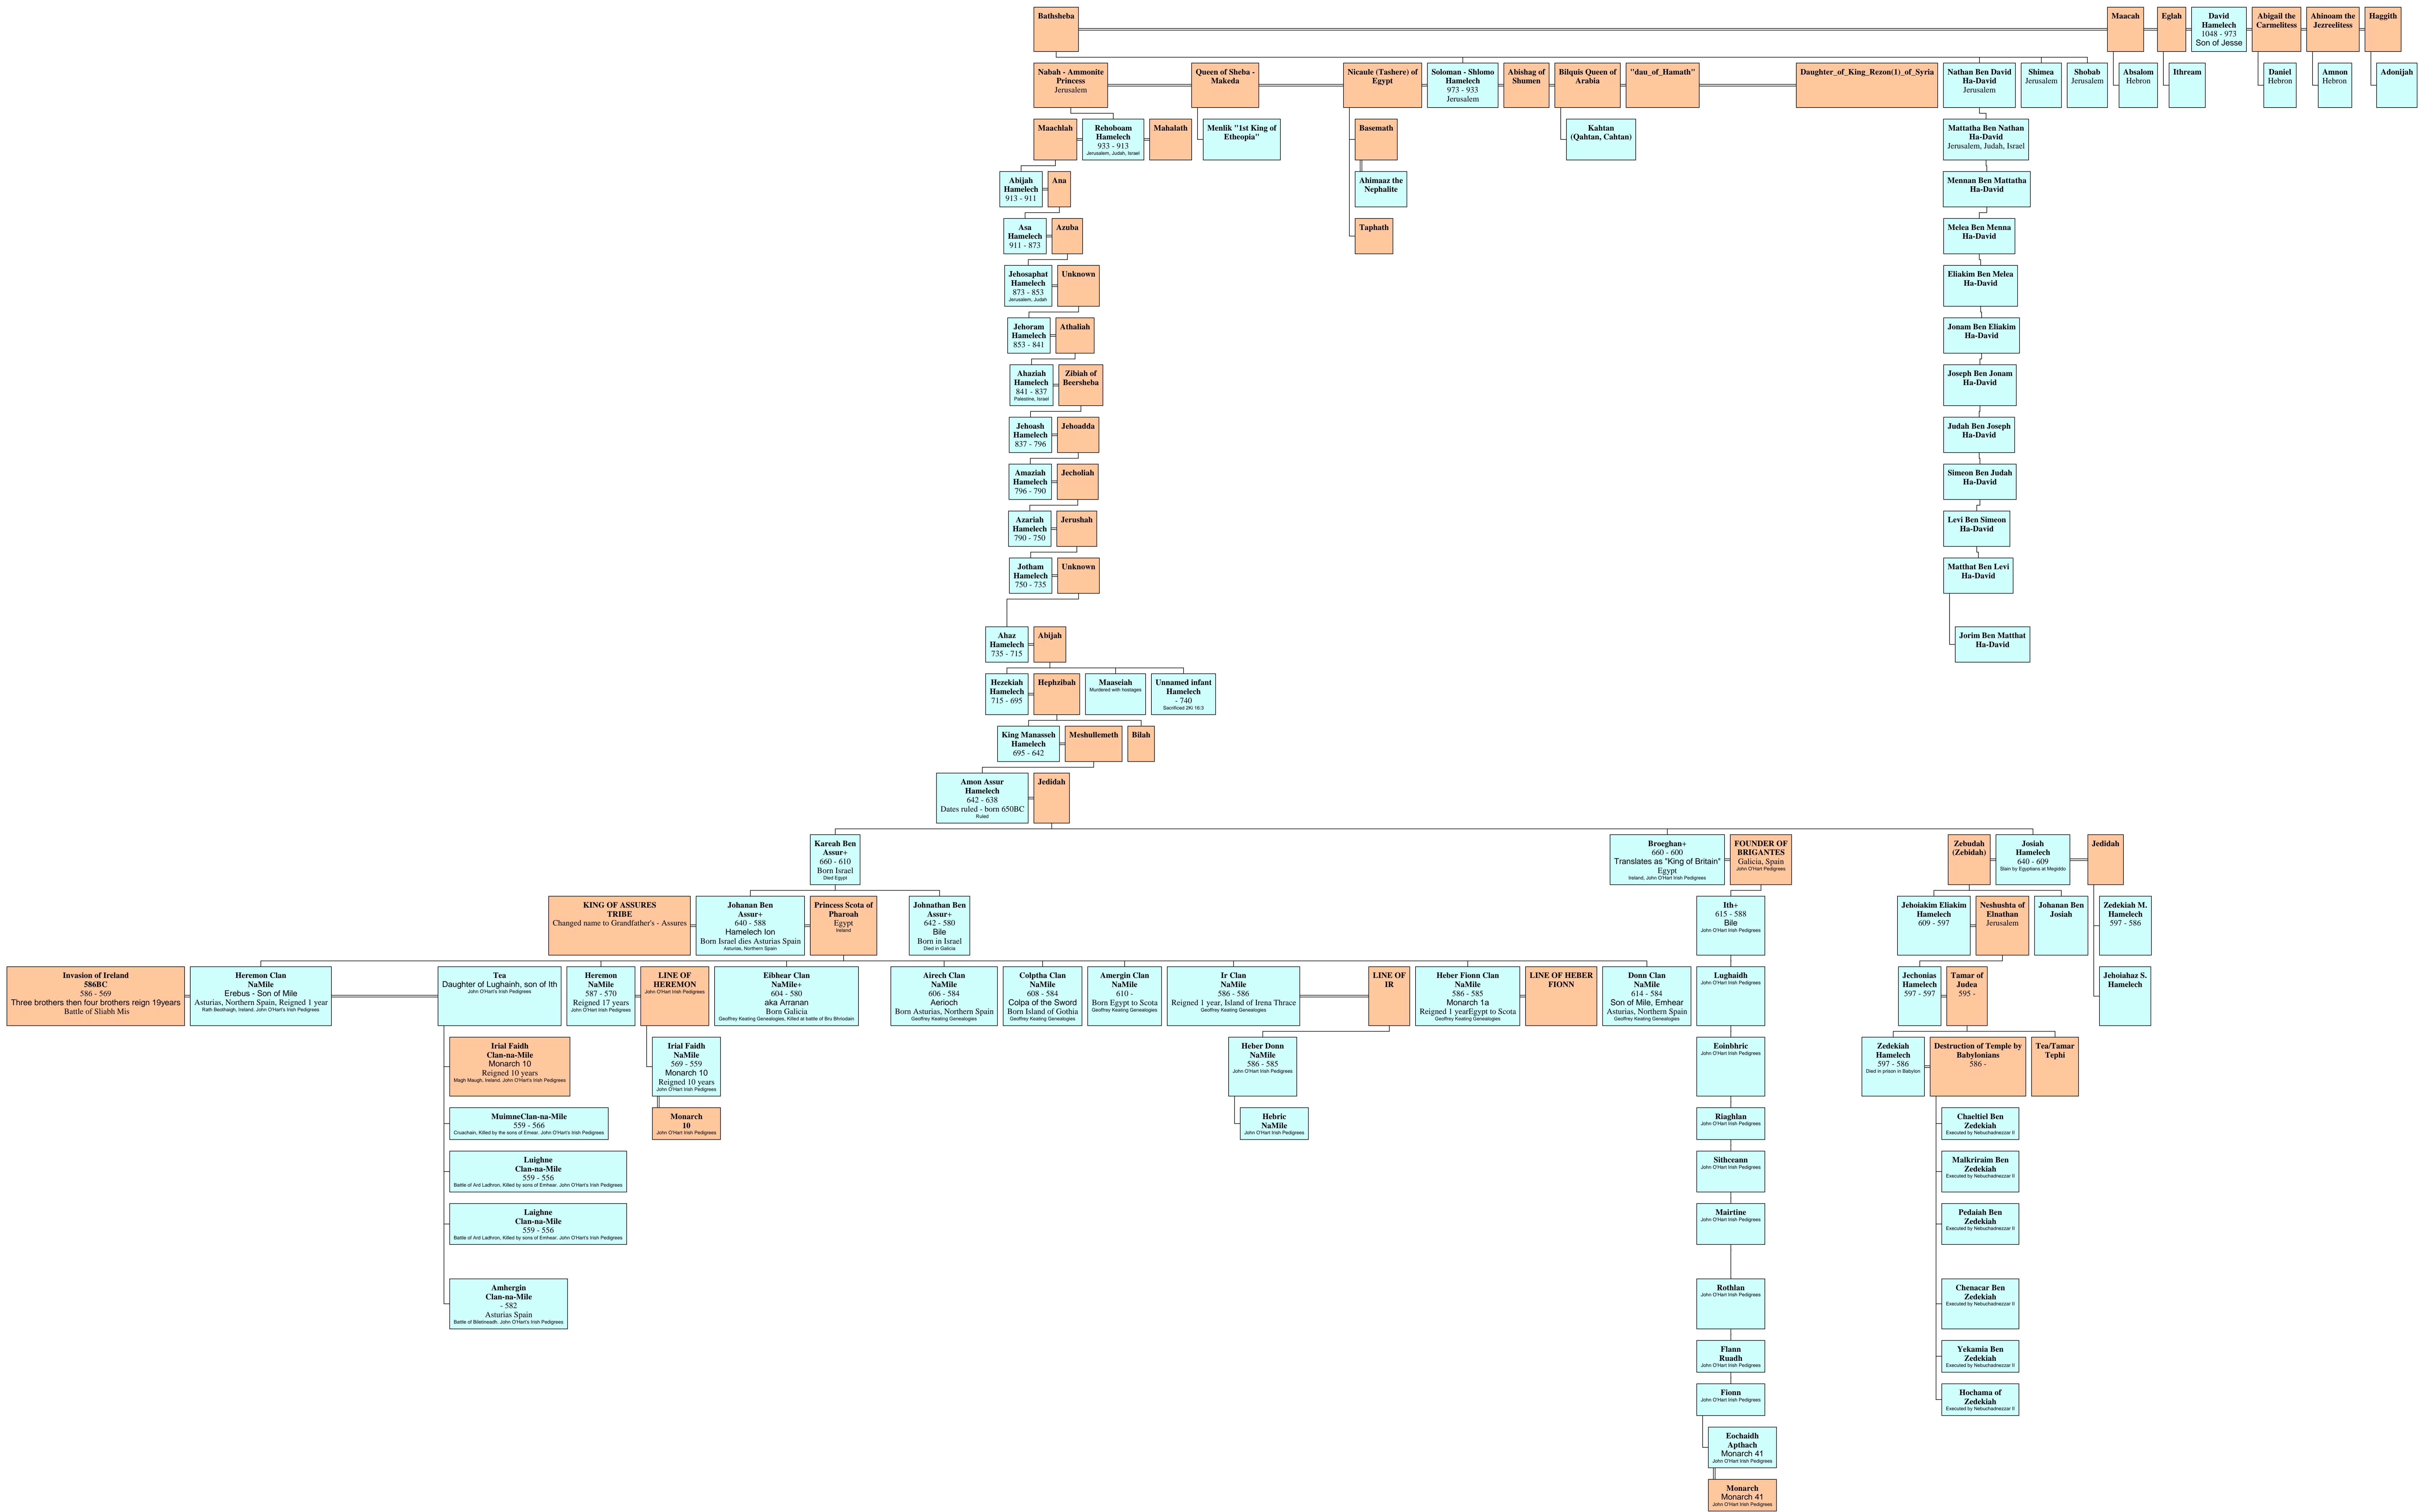 Bathsheba
Maacah
Eglah
David
Hamelech
1048 - 973
Son of Jesse
Abigail the
Carmelitess
Ahinoam the
Jezreelitess
Haggith
Nabah - Ammonite
Princess
Jerusalem
Queen of Sheba -
Makeda
Nicaule (Tashere) of
Egypt
Soloman - Shlomo
Hamelech
973 - 933
Jerusalem
Abishag of
Shumen
Bilquis Queen of
Arabia
"dau_of_Hamath"
Daughter_of_King_Rezon(1)_of_Syria
Nathan Ben David
Ha-David
Jerusalem
Shimea
Jerusalem
Shobab
Jerusalem
Absalom
Hebron
Ithream
Daniel
Hebron
Amnon
Hebron
Adonijah
Maachlah
Rehoboam
Hamelech
933 - 913
Jerusalem, Judah, Israel
Mahalath
Menlik "1st King of
Etheopia"
Basemath
Kahtan
(Qahtan, Cahtan)
Mattatha Ben Nathan
Ha-David
Jerusalem, Judah, Israel
Abijah
Hamelech
913 - 911
Ana
Ahimaaz the
Nephalite
Mennan Ben Mattatha
Ha-David
Asa
Hamelech
911 - 873
Azuba
Taphath
Melea Ben Menna
Ha-David
Jehosaphat
Hamelech
873 - 853
Jerusalem, Judah
Unknown
Eliakim Ben Melea
Ha-David
Jehoram
Hamelech
853 - 841
Athaliah
Jonam Ben Eliakim
Ha-David
Ahaziah
Hamelech
841 - 837
Palestine, Israel
Zibiah of
Beersheba
Joseph Ben Jonam
Ha-David
Jehoash
Hamelech
837 - 796
Jehoadda
Judah Ben Joseph
Ha-David
Amaziah
Hamelech
796 - 790
Jecholiah
Simeon Ben Judah
Ha-David
Azariah
Hamelech
790 - 750
Jerushah
Levi Ben Simeon
Ha-David
Jotham
Hamelech
750 - 735
Unknown
Matthat Ben Levi
Ha-David
Ahaz
Hamelech
735 - 715
Abijah
Jorim Ben Matthat
Ha-David
Hezekiah
Hamelech
715 - 695
Hephzibah
Maaseiah
Murdered with hostages
Unnamed infant
Hamelech
- 740
Sacrificed 2Ki 16:3
King Manasseh
Hamelech
695 - 642
Meshullemeth
Bilah
Amon Assur
Hamelech
642 - 638
Dates ruled - born 650BC
Ruled
Jedidah
Kareah Ben
Assur+
660 - 610
Born Israel
Died Egypt
Broeghan+
660 - 600
Translates as "King of Britain"
Egypt
Ireland, John O'Hart Irish Pedigrees
FOUNDER OF
BRIGANTES
Galicia, Spain
John O'Hart Pedigrees
Zebudah
(Zebidah)
Josiah
Hamelech
640 - 609
Slain by Egyptians at Megiddo
Jedidah
KING OF ASSURES
TRIBE
Changed name to Grandfather's - Assures
Johanan Ben
Assur+
640 - 588
Hamelech Ion
Born Israel dies Asturias Spain
Asturias, Northern Spain
Princess Scota of
Pharoah
Egypt
Ireland
Johnathan Ben
Assur+
642 - 580
Bile
Born in Israel
Died in Galicia
Ith+
615 - 588
Bile
John O'Hart Irish Pedigrees
Jehoiakim Eliakim
Hamelech
609 - 597
Neshushta of
Elnathan
Jerusalem
Johanan Ben
Josiah
Zedekiah M.
Hamelech
597 - 586
Invasion of Ireland
586BC
586 - 569
Three brothers then four brothers reign 19years
Battle of Sliabh Mis
Heremon Clan
NaMile
Erebus - Son of Mile
Asturias, Northern Spain, Reigned 1 year
Rath Beothaigh, Ireland. John O'Hart's Irish Pedigrees
Tea
Daughter of Lughainh, son of Ith
John O'Hart's Irish Pedigrees
Heremon
NaMile
587 - 570
Reigned 17 years
John O'Hart Irish Pedigrees
LINE OF
HEREMON
John O'Hart Irish Pedigrees
Eibhear Clan
NaMile+
604 - 580
aka Arranan
Born Galicia
Geoffrey Keating Genealogies, Killed at battle of Bru Bhriodain
Airech Clan
NaMile
606 - 584
Aerioch
Born Asturias, Northern Spain
Geoffrey Keating Genealogies
Colptha Clan
NaMile
608 - 584
Colpa of the Sword
Born Island of Gothia
Geoffrey Keating Genealogies
Amergin Clan
NaMile
610 -
Born Egypt to Scota
Geoffrey Keating Genealogies
Ir Clan
NaMile
586 - 586
Reigned 1 year, Island of Irena Thrace
Geoffrey Keating Genealogies
LINE OF
IR
Heber Fionn Clan
NaMile
586 - 585
Monarch 1a
Reigned 1 yearEgypt to Scota
Geoffrey Keating Genealogies
LINE OF HEBER
FIONN
Donn Clan
NaMile
614 - 584
Son of Mile, Emhear
Asturias, Northern Spain
Geoffrey Keating Genealogies
Lughaidh
John O'Hart Irish Pedigrees
Jechonias
Hamelech
597 - 597
Tamar of
Judea
595 -
Jehoiahaz S.
Hamelech
Irial Faidh
Clan-na-Mile
Monarch 10
Reigned 10 years
Magh Maugh, Ireland. John O'Hart's Irish Pedigrees
Irial Faidh
NaMile
569 - 559
Monarch 10
Reigned 10 years
John O'Hart Irish Pedigrees
Heber Donn
NaMile
586 - 585
John O'Hart Irish Pedigrees
Eoinbhric
John O'Hart Irish Pedigrees
Zedekiah
Hamelech
597 - 586
Died in prison in Babylon
Destruction of Temple by
Babylonians
586 -
Tea/Tamar
Tephi
MuimneClan-na-Mile
559 - 566
Cruachain, Killed by the sons of Emear. John O'Hart's Irish Pedigrees
Monarch
10
John O'Hart Irish Pedigrees
Hebric
NaMile
John O'Hart Irish Pedigrees
Riaghlan
John O'Hart Irish Pedigrees
Chaeltiel Ben
Zedekiah
Executed by Nebuchadnezzar II
Luighne
Clan-na-Mile
559 - 556
Battle of Ard Ladhron, Killed by sons of Emhear. John O'Hart's Irish Pedigrees
Sithceann
John O'Hart Irish Pedigrees
Malkriraim Ben
Zedekiah
Executed by Nebuchadnezzar II
Laighne
Clan-na-Mile
559 - 556
Battle of Ard Ladhron, Killed by sons of Emhear. John O'Hart's Irish Pedigrees
Mairtine
John O'Hart Irish Pedigrees
Pedaiah Ben
Zedekiah
Executed by Nebuchadnezzar II
Amhergin
Clan-na-Mile
- 582
Asturias Spain
Battle of Biletineadh. John O'Hart's Irish Pedigrees
Rothlan
John O'Hart Irish Pedigrees
Chenacar Ben
Zedekiah
Executed by Nebuchadnezzar II
Flann
Ruadh
John O'Hart Irish Pedigrees
Yekamia Ben
Zedekiah
Executed by Nebuchadnezzar II
Fionn
John O'Hart Irish Pedigrees
Hochama of
Zedekiah
Executed by Nebuchadnezzar II
Eochaidh
Apthach
Monarch 41
John O'Hart Irish Pedigrees
Monarch
Monarch 41
John O'Hart Irish Pedigrees